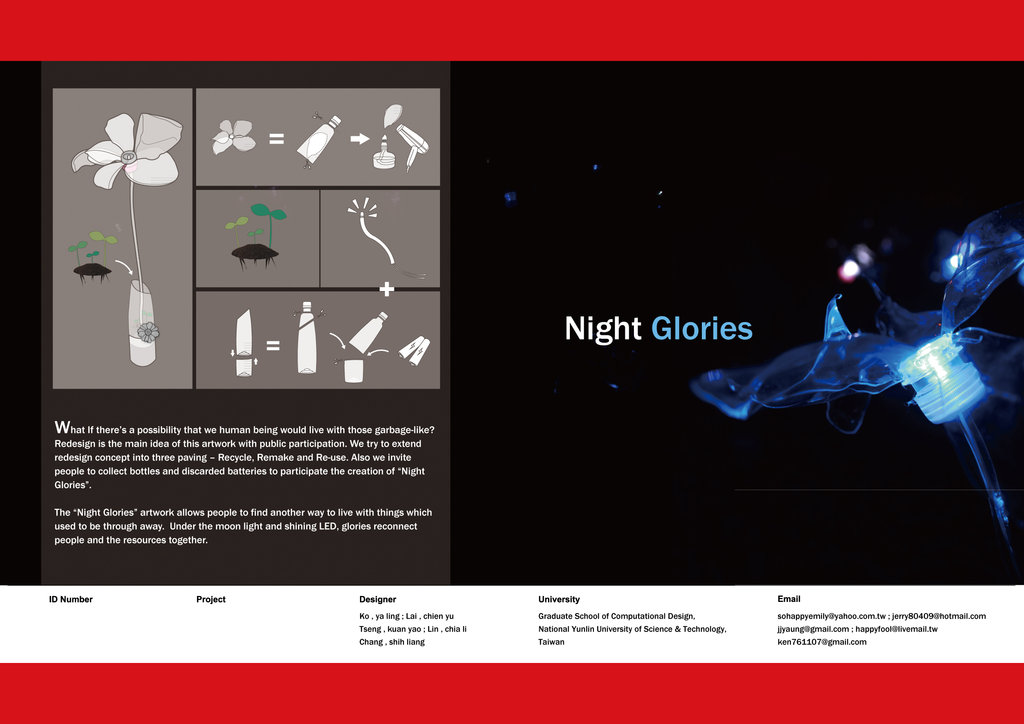 Night Glories
What If there's a possibility that we human being would live with those garbage-like?
Redesign is the main idea of this artwork with public participation. We try to extend
redesign concept into three paving – Recycle, Remake and Re-use. Also we invite
people to collect bottles and discarded batteries to participate the creation of “Night
Glories”.
The “Night Glories” artwork allows people to find another way to live with things which
used to be through away.  Under the moon light and shining LED, glories reconnect
people and the resources together.
ID Number
Project
Designer
Ko , ya ling ; Lai , chien yu
Tseng , kuan yao ; Lin , chia li
Chang , shih liang
University
Graduate School of Computational Design,
National Yunlin University of Science & Technology,
Taiwan
Email
sohappyemily@yahoo.com.tw ; jerry80409@hotmail.com
jjyaung@gmail.com ; happyfool@livemail.tw
ken761107@gmail.com